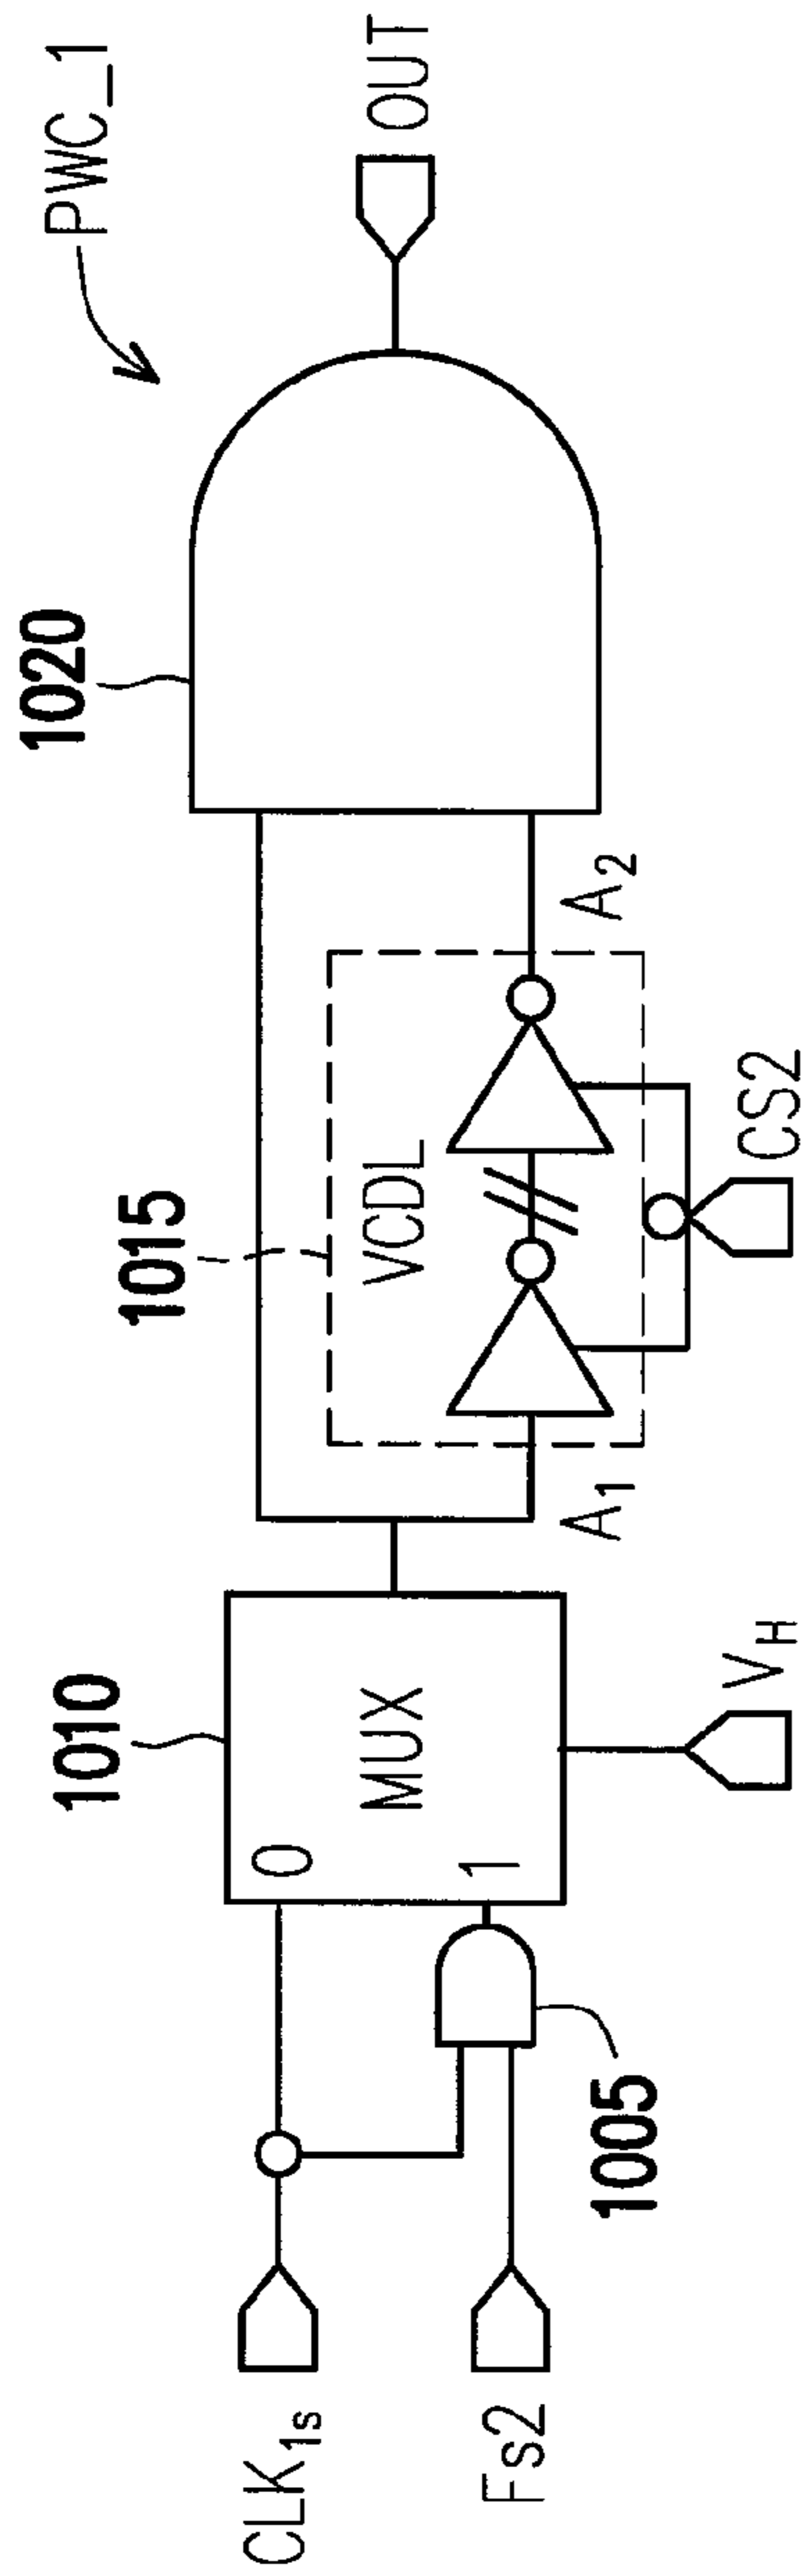 PWC_1
OUT
1020
A2
1015
VCDL
CS2
A1
1010
MUX
0
1
VH
1005
CLK1s
Fs2